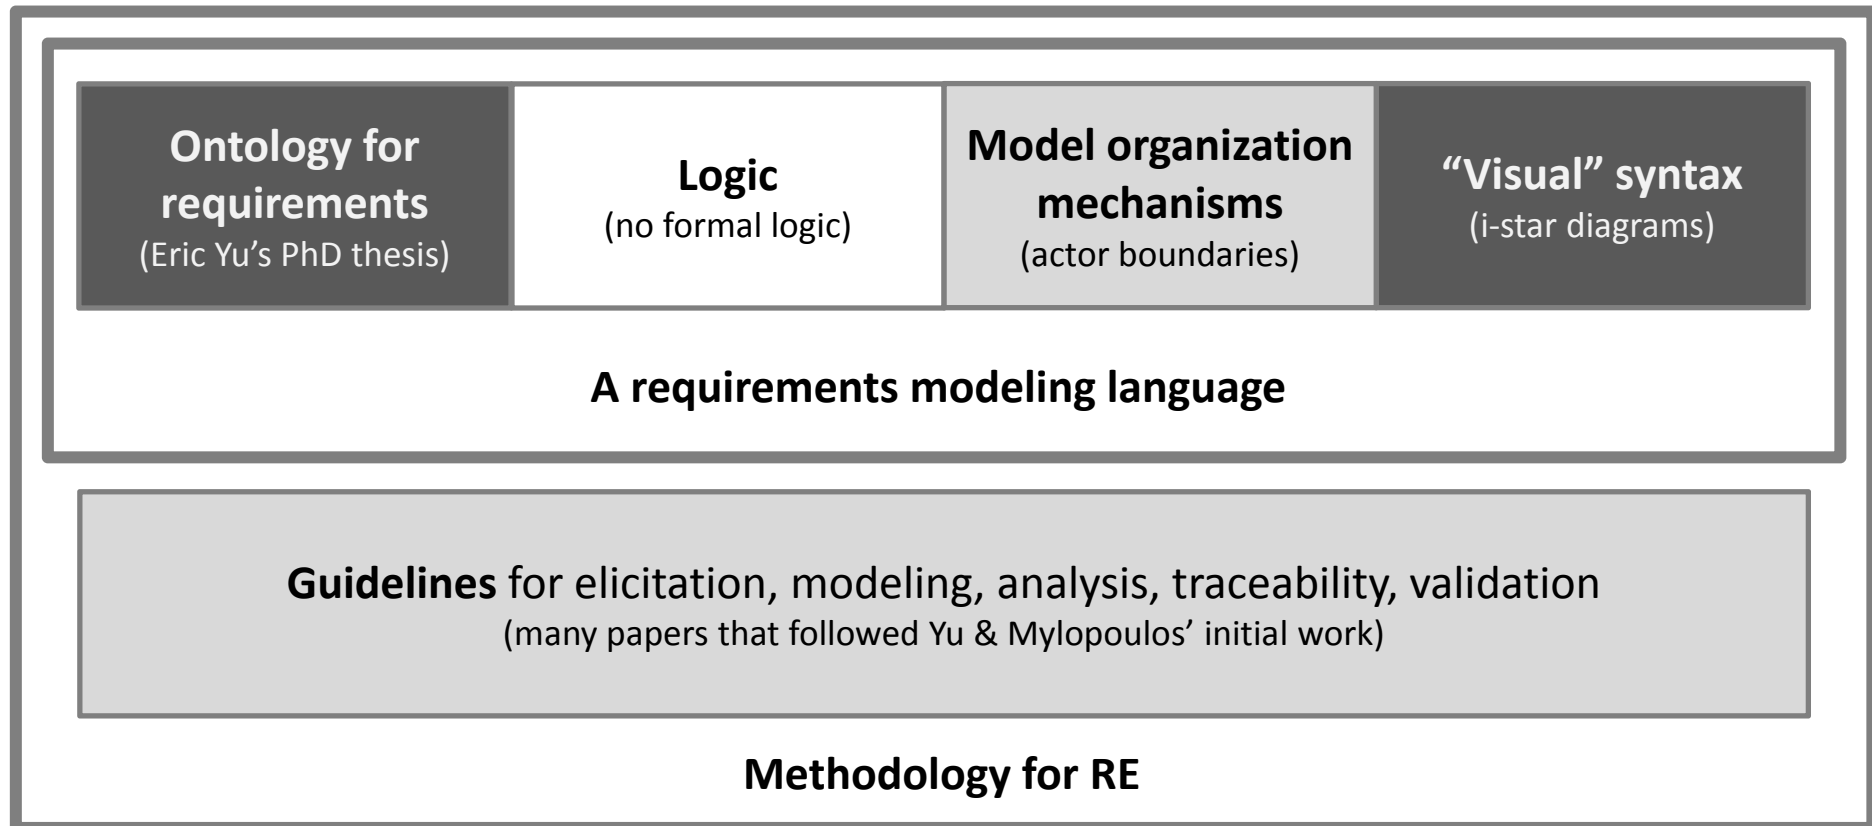 Ontology for
requirements
(Eric Yu’s PhD thesis)
Logic
(no formal logic)
Model organization
mechanisms
(actor boundaries)
“Visual” syntax
(i-star diagrams)
A requirements modeling language
Guidelines for elicitation, modeling, analysis, traceability, validation
(many papers that followed Yu & Mylopoulos’ initial work)
Methodology for RE